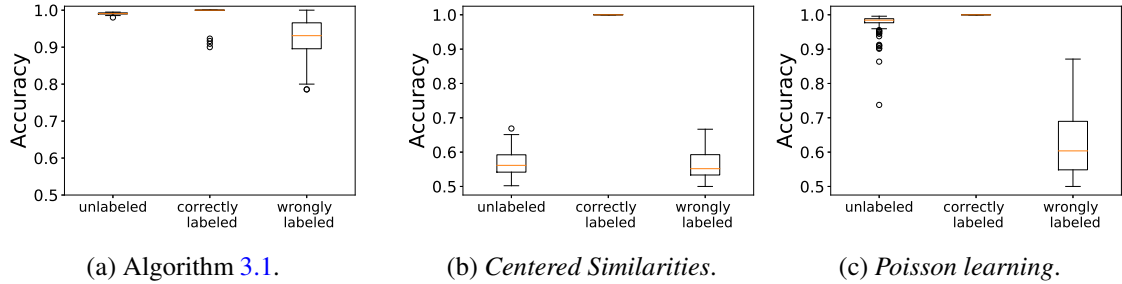 Accuracy
1.0
0.9
0.8
0.7
0.6
0.5
unlabeled
correctly
labeled
wrongly
labeled
(a) Algorithm 3.1.
Accuracy
1.0
0.9
0.8
0.7
0.6
0.5
unlabeled
correctly
labeled
wrongly
labeled
(b) Centered Similarities.
Accuracy
1.0
0.9
0.8
0.7
0.6
0.5
unlabeled
correctly
labeled
wrongly
labeled
(c) Poisson learning.